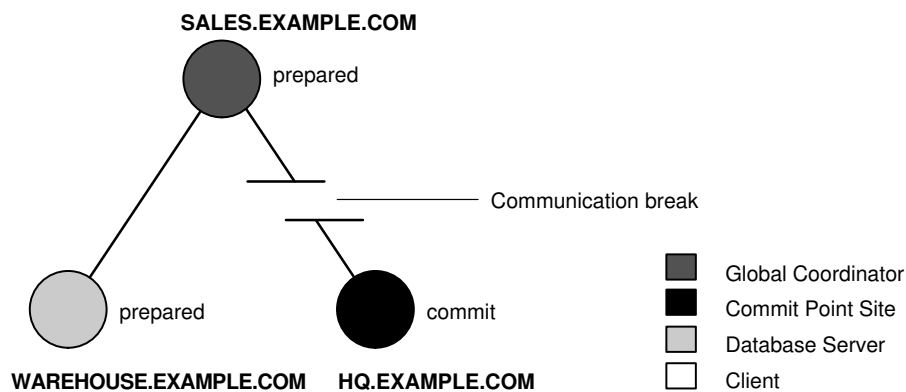 SALES.EXAMPLE.COM
prepared
Communication break
prepared
commit
WAREHOUSE.EXAMPLE.COM
HQ.EXAMPLE.COM
Global Coordinator
Commit Point Site
Database Server
Client